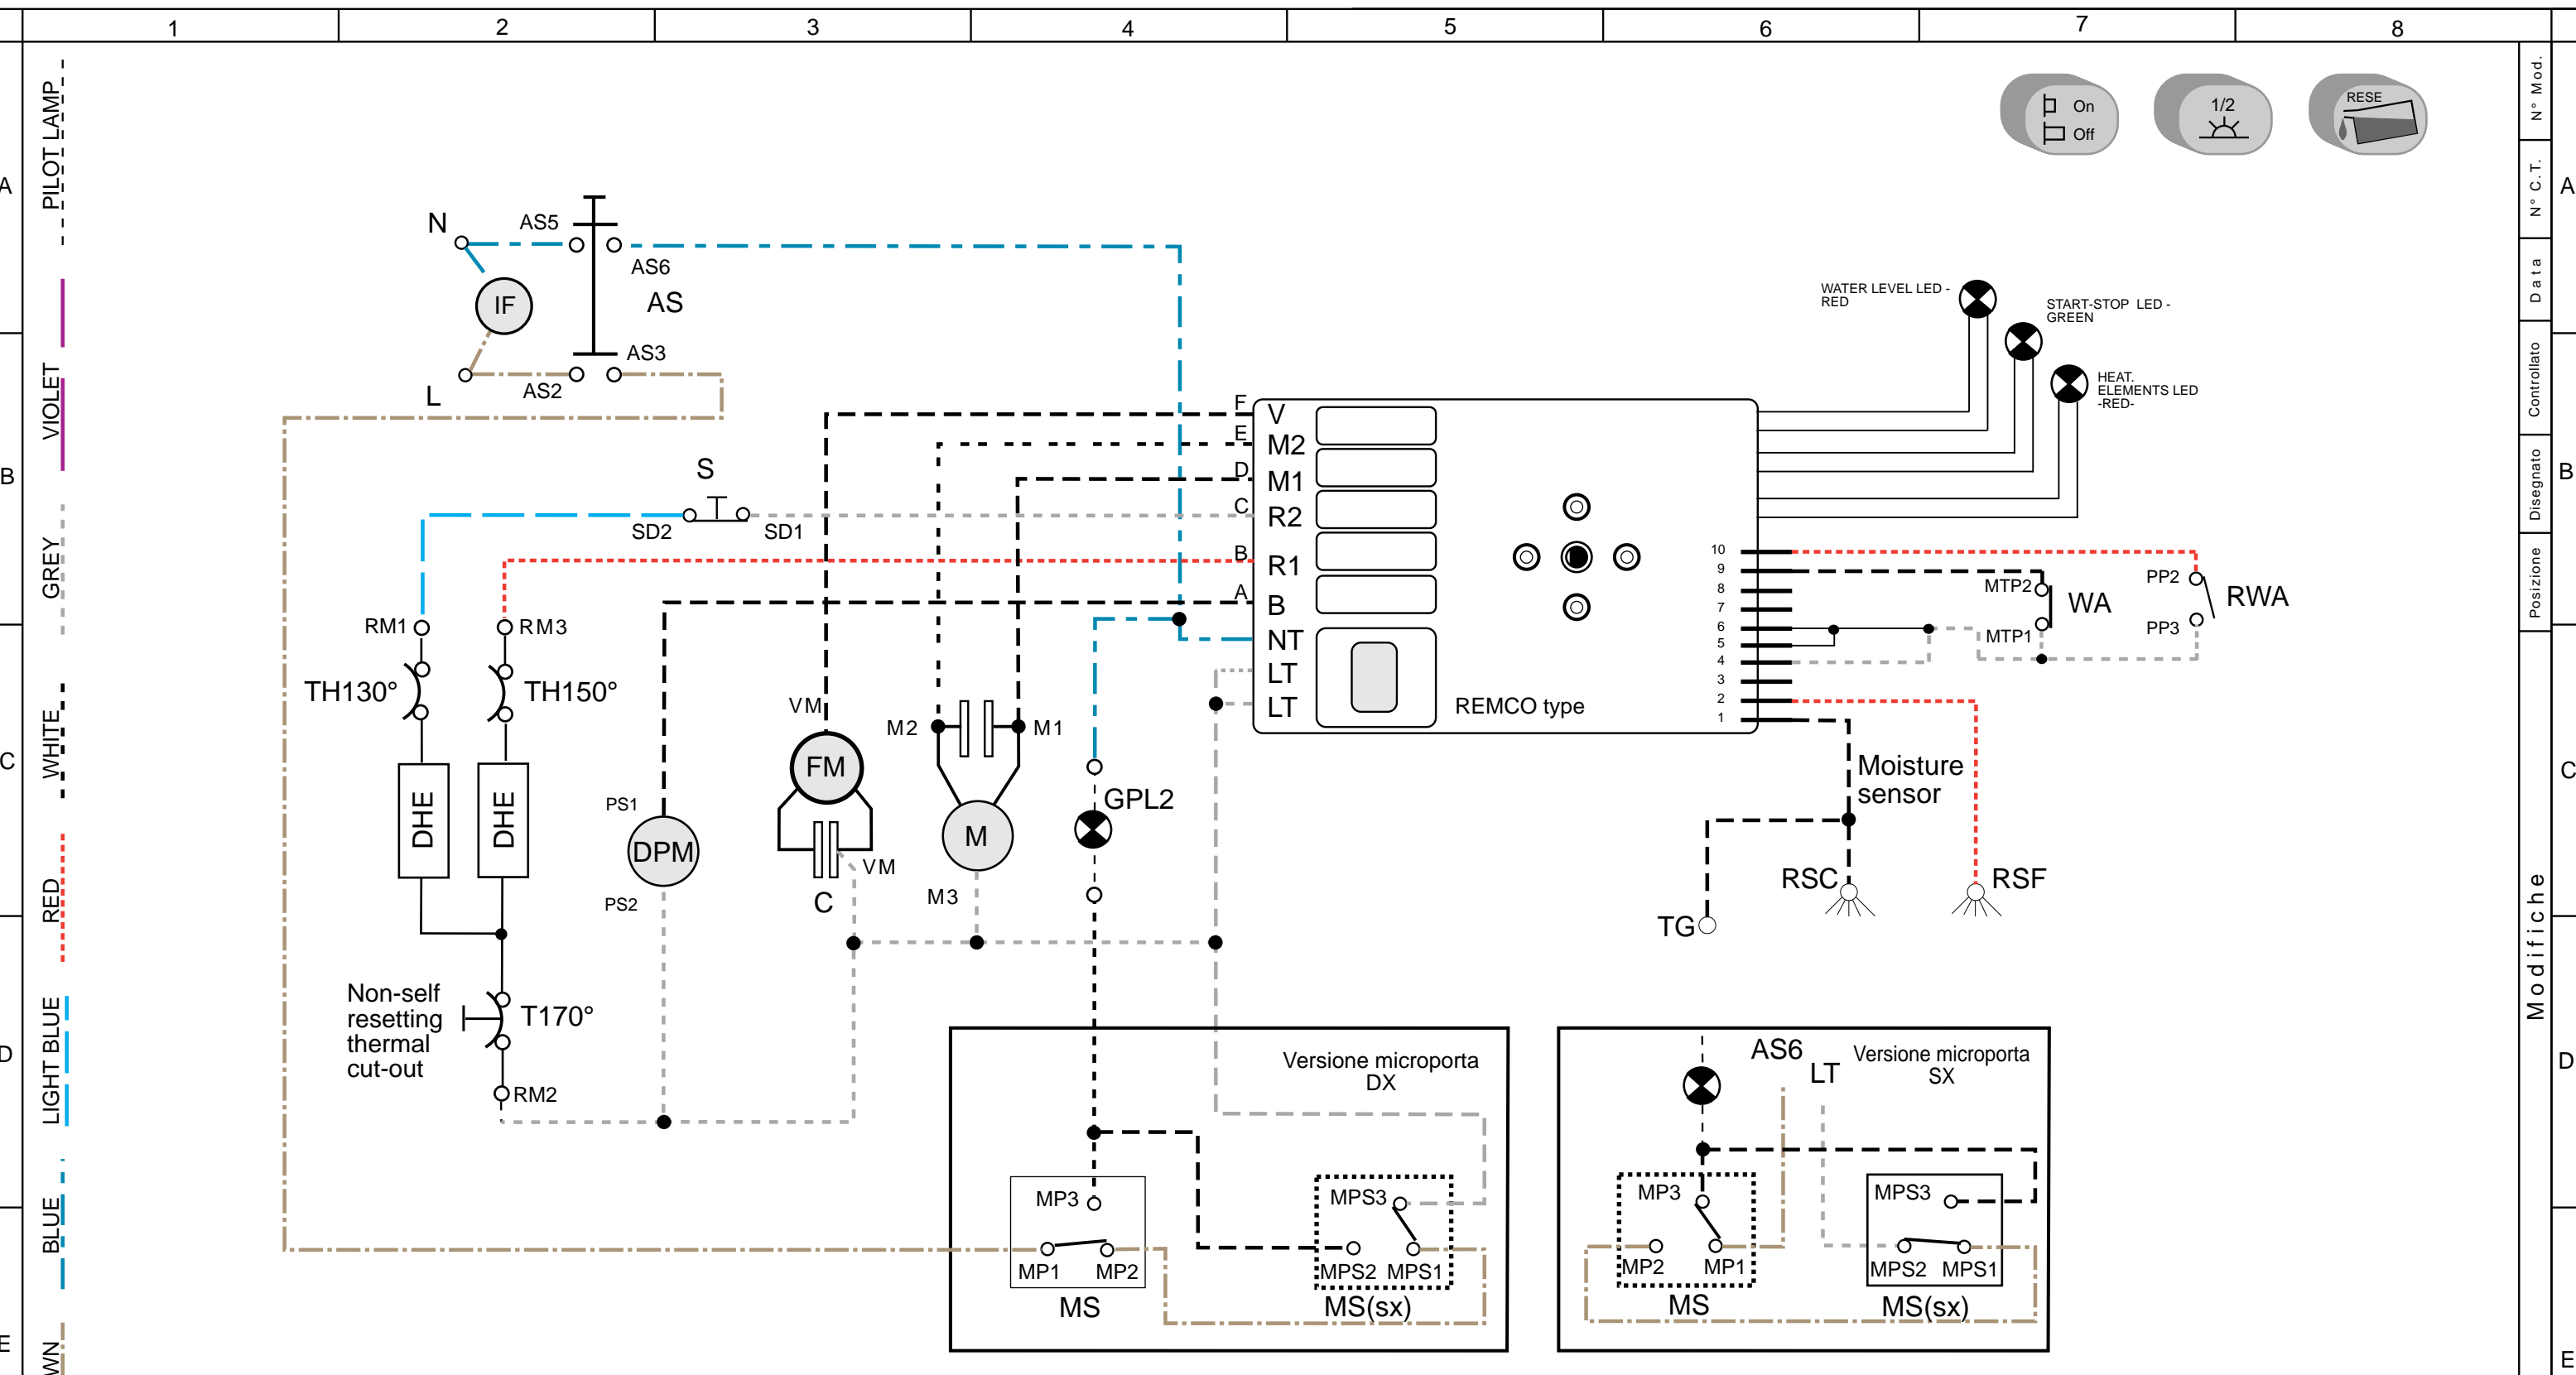 1 2 3 4 5 6 7 8
PILOT LAMP
VIOLET
GREY
WHITE
RED
LIGHT BLUE
BLUE
A
B
C
D
E
N
AS5
AS6
AS
IF
AS3
AS2
L
S
SD2
SD1
RM1
RM3
TH130°
TH150°
DHE
DHE
Non-self
resetting
thermal
cut-out
T170°
RM2
PS1
DPM
PS2
VM
FM
VM
C
M2
M1
M
M3
GPL2
F
E
D
C
B
A
V
M2
M1
R2
R1
B
NT
LT
LT
REMCO type
10
9
8
7
6
5
4
3
2
1
On
Off
1/2
RESE
WATER LEVEL LED -
RED
START-STOP LED -
GREEN
HEAT.
ELEMENTS LED
-RED-
MTP2
WA
MTP1
PP2
RWA
PP3
Moisture
sensor
RSC
RSF
TG
Versione microporta
DX
MP3
MP1
MP2
MS
MPS3
MPS2
MPS1
MS(sx)
AS6
LT
Versione microporta
SX
MP3
MP2
MP1
MS
MPS3
MPS2
MPS1
MS(sx)
N° Mod.
N° C.T.
Data
Controllato
Disegnato
Posizione
Modifiche
A
B
C
D
E